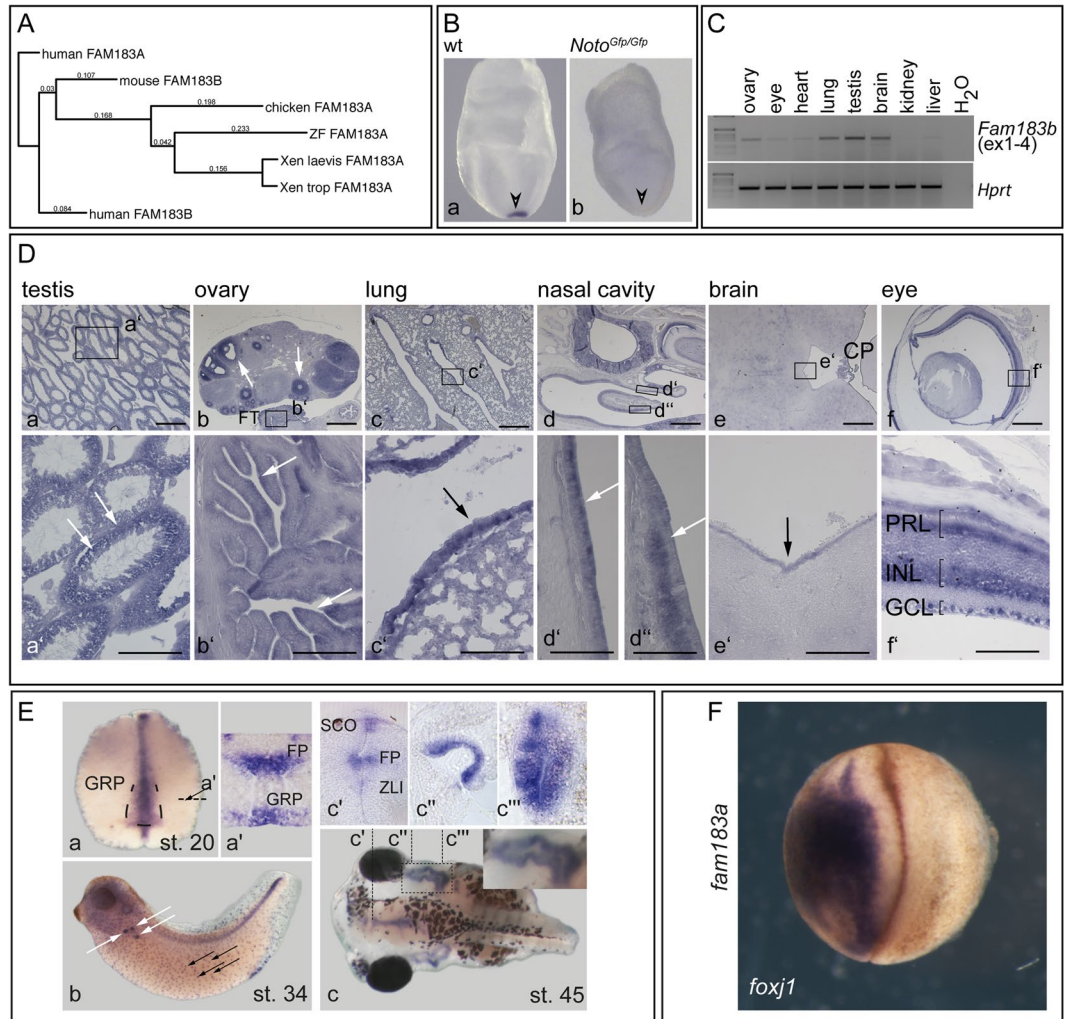 A
human FAM183A
0.107
mouse FAM183B
0.03
0.198
chicken FAM183A
0.168
0.233
ZF FAM183A
0.042
Xen laevis FAM183A
0.156
Xen trop FAM183A
0.084
human FAM183B
B
wt
Noto^Gfp/Gfp
a
b
C
ovary
eye
heart
lung
testis
brain
kidney
liver
H₂O
Fam183b
(ex1-4)
Hprt
D
testis
ovary
lung
nasal cavity
brain
eye
a'
a
b'
FT
b
c'
c
d'
d''
d
e'
CP
e
f'
f
a'
b'
c'
d'
d''
e'
PRL
INL
GCL
f'
E
GRP
a'
a
st. 20
FP
GRP
a'
SCO
FP
ZLI
c'
c''
c'''
b
st. 34
c'
c''
c'''
c
st. 45
F
fam183a
foxj1